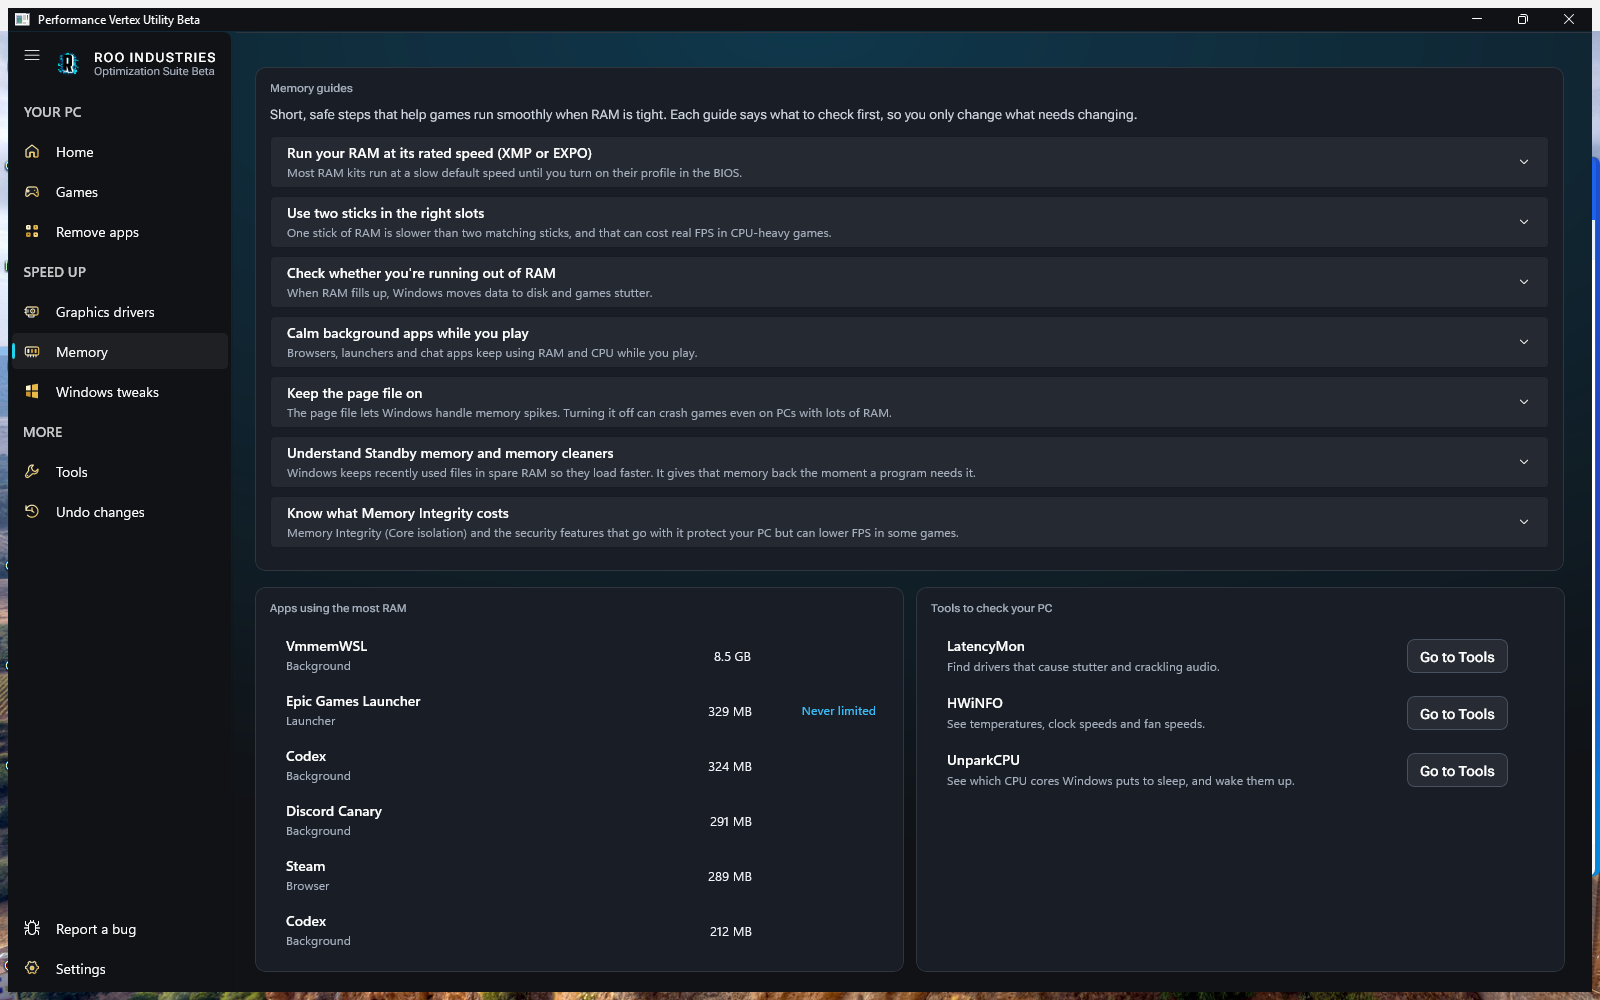 Performance Vertex Utility Beta
ROO INDUSTRIES
Optimization Suite Beta
YOUR PC
Home
Games
Remove apps
SPEED UP
Graphics drivers
Memory
Windows tweaks
MORE
Tools
Undo changes
Report a bug
Settings
Memory guides
Short, safe steps that help games run smoothly when RAM is tight. Each guide says what to check first, so you only change what needs changing.
Run your RAM at its rated speed (XMP or EXPO)
Most RAM kits run at a slow default speed until you turn on their profile in the BIOS.
Use two sticks in the right slots
One stick of RAM is slower than two matching sticks, and that can cost real FPS in CPU-heavy games.
Check whether you're running out of RAM
When RAM fills up, Windows moves data to disk and games stutter.
Calm background apps while you play
Browsers, launchers and chat apps keep using RAM and CPU while you play.
Keep the page file on
The page file lets Windows handle memory spikes. Turning it off can crash games even on PCs with lots of RAM.
Understand Standby memory and memory cleaners
Windows keeps recently used files in spare RAM so they load faster. It gives that memory back the moment a program needs it.
Know what Memory Integrity costs
Memory Integrity (Core isolation) and the security features that go with it protect your PC but can lower FPS in some games.
Apps using the most RAM
VmmemWSL
Background
8.5 GB
Epic Games Launcher
Launcher
329 MB
Never limited
Codex
Background
324 MB
Discord Canary
Background
291 MB
Steam
Browser
289 MB
Codex
Background
212 MB
Tools to check your PC
LatencyMon
Find drivers that cause stutter and crackling audio.
Go to Tools
HWiNFO
See temperatures, clock speeds and fan speeds.
Go to Tools
UnparkCPU
See which CPU cores Windows puts to sleep, and wake them up.
Go to Tools